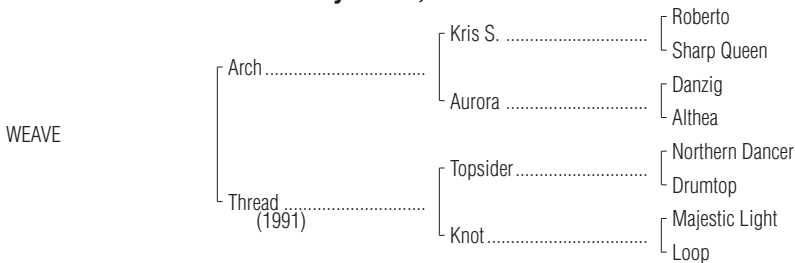 Roberto
Kris S. ....................................
Sharp Queen
Arch ................................
Danzig
Aurora ....................................
Althea
WEAVE
Northern Dancer
Topsider.................................
Drumtop
Thread ................................
(1991)
Majestic Light
Knot ........................................
Loop